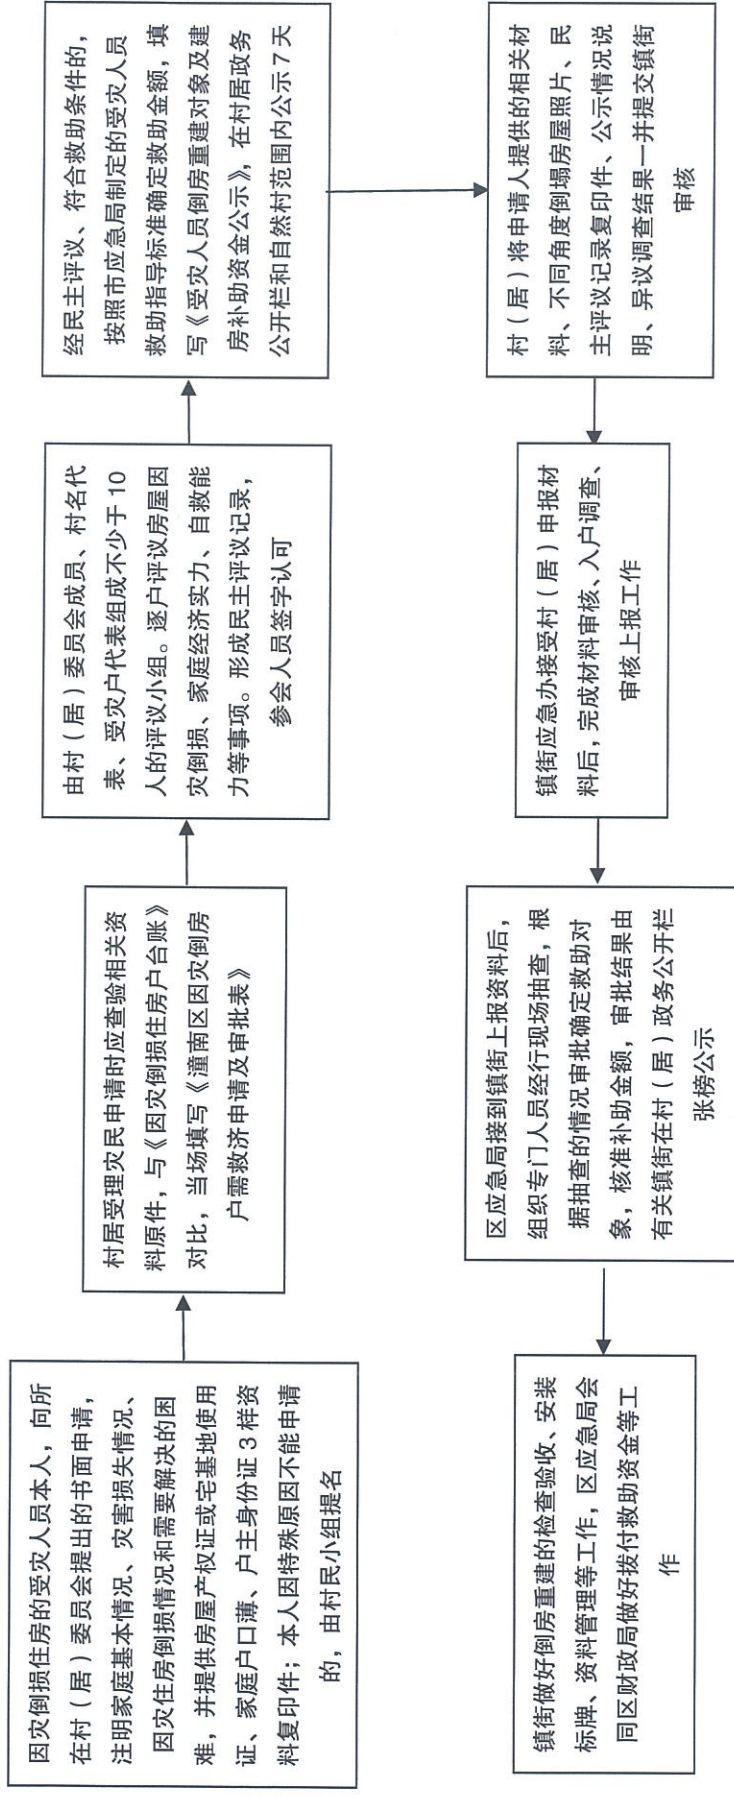 因灾倒损住房的受灾人员本人，向所
在村（居）委员会提出的书面申请，
注明家庭基本情况、灾害损失情况、
因灾住房倒损情况和需要解决的困
难，并提供房屋产权证或宅基地使用
证、家庭户口薄、户主身份证 3 样资
料复印件；本人因特殊原因不能申请
的，由村民小组提名
村居受理灾民申请时应查验相关资
料原件，与《因灾倒损住房户台账》
对比，当场填写《潼南区因灾倒房
户需救济申请及审批表》
由村（居）委员会成员、村名代
表、受灾户代表组成不少于 10
人的评议小组。逐户评议房屋因
灾倒损、家庭经济实力、自救能
力等事项。形成民主评议记录，
参会人员签字认可
经民主评议、符合救助条件的，
按照市应急局制定的受灾人员
救助指导标准确定救助金额，填
写《受灾人员倒房重建对象及建
房补助资金公示》，在村居政务
公开栏和自然村范围内公示 7 天
村（居）将申请人提供的相关材
料、不同角度倒塌房屋照片、民
主评议记录复印件、公示情况说
明、异议调查结果一并提交镇街
审核
镇街应急办接受村（居）申报材
料后，完成材料审核、入户调查、
审核上报工作
区应急局接到镇街上报资料后，
组织专门人员经行现场抽查，根
据抽查的情况审批确定救助对
象，核准补助金额，审批结果由
有关镇街在村（居）政务公开栏
张榜公示
镇街做好倒房重建的检查验收、安装
标牌、资料管理等工作，区应急局会
同区财政局做好拨付救助资金等工
作